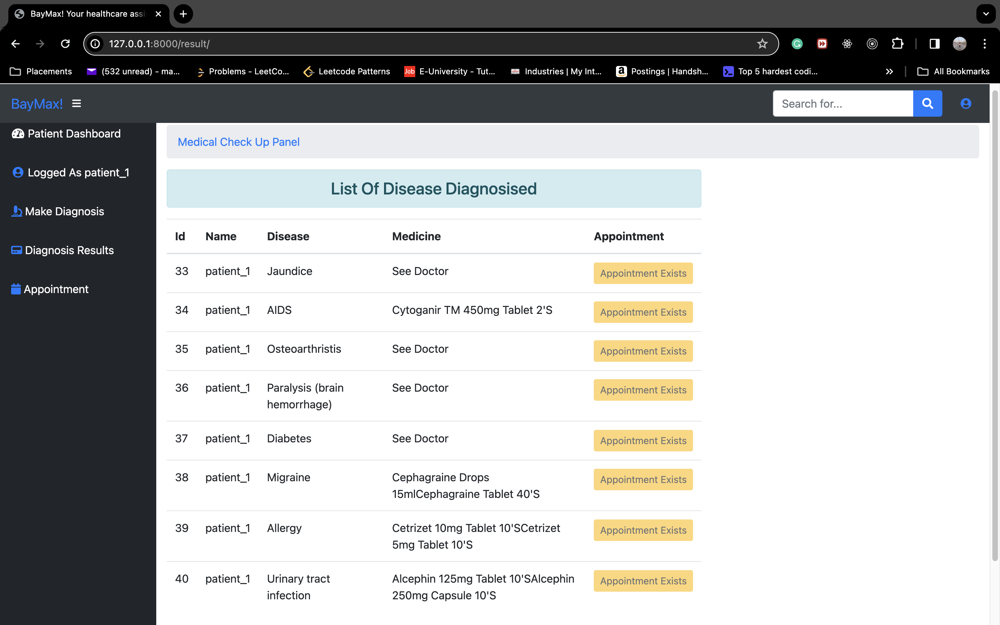 BayMax! Your healthcare assi
127.0.0.1:8000/result/
Placements (532 unread) - ma... Problems - LeetCo... Leetcode Patterns Job E-University - Tut... Industries | My Int... a Postings | Handsh... Top 5 hardest codi... All Bookmarks
BayMax! Search for...
Patient Dashboard
Logged As patient_1
Make Diagnosis
Diagnosis Results
Appointment
Medical Check Up Panel
List Of Disease Diagnosised
Id Name Disease Medicine Appointment
33 patient_1 Jaundice See Doctor Appointment Exists
34 patient_1 AIDS Cytoganir TM 450mg Tablet 2'S Appointment Exists
35 patient_1 Osteoarthristis See Doctor Appointment Exists
36 patient_1 Paralysis (brain See Doctor Appointment Exists
hemorrhage)
37 patient_1 Diabetes See Doctor Appointment Exists
38 patient_1 Migraine Cephagraine Drops Appointment Exists
15mlCephagraine Tablet 40'S
39 patient_1 Allergy Cetrizet 10mg Tablet 10'SCetrizet Appointment Exists
5mg Tablet 10'S
40 patient_1 Urinary tract Alcephin 125mg Tablet 10'SAlcephin Appointment Exists
infection 250mg Capsule 10'S